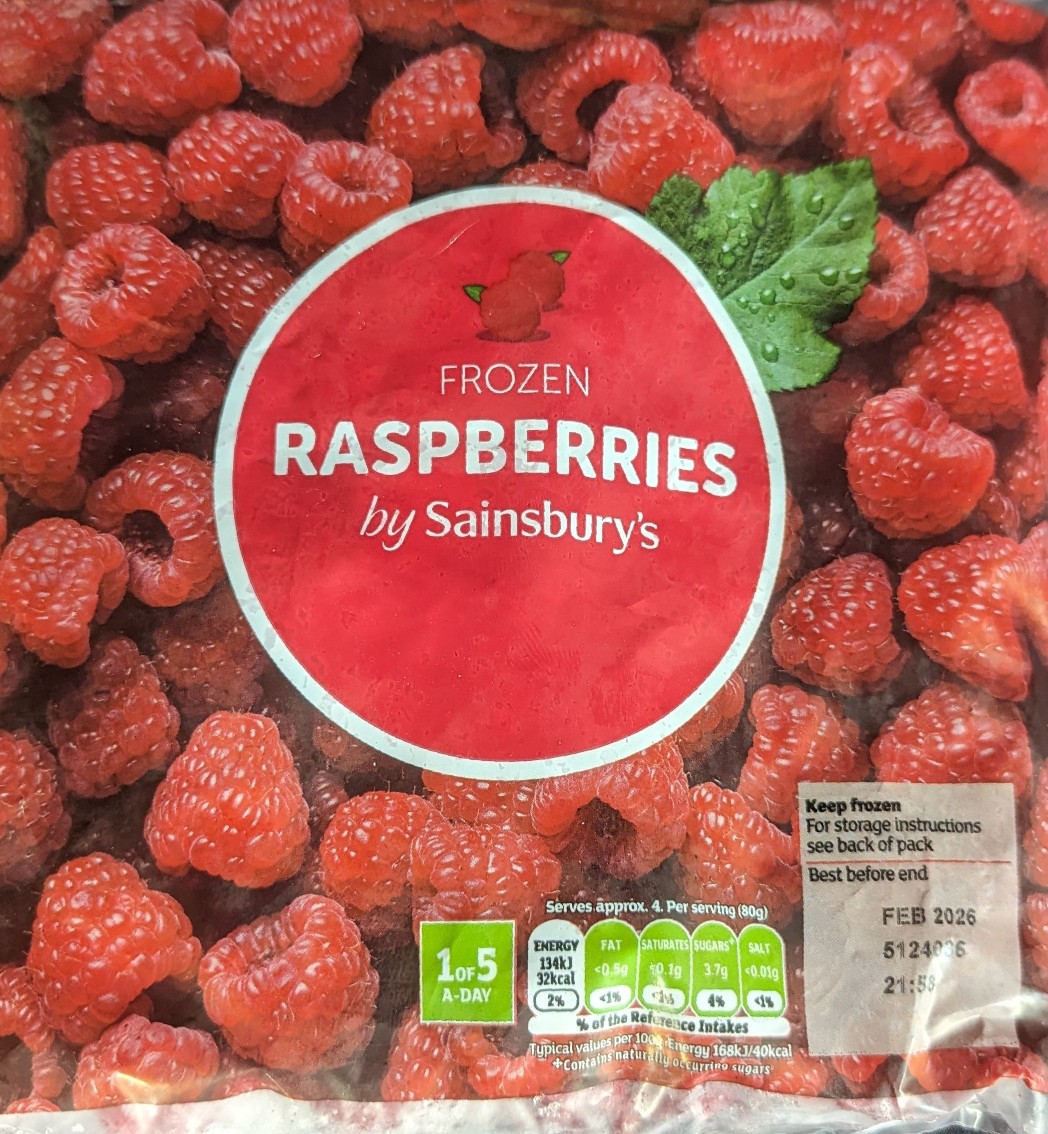 FROZEN
RASPBERRIES
by Sainsbury's
Keep frozen
For storage instructions
see back of pack
Best before end
FEB 2026
21:58
1 OF 5
A-DAY
Serves approx. 4. Per serving (80g)
ENERGY
134kJ
32kcal
2%
FAT
<0.5g
<1%
SATURATES
<0.1g
<1%
SUGARS+
3.7g
4%
SALT
<0.01g
<1%
% of the Reference Intakes
Typical values per 100g: Energy 168kJ/40kcal
+Contains naturally occurring sugars